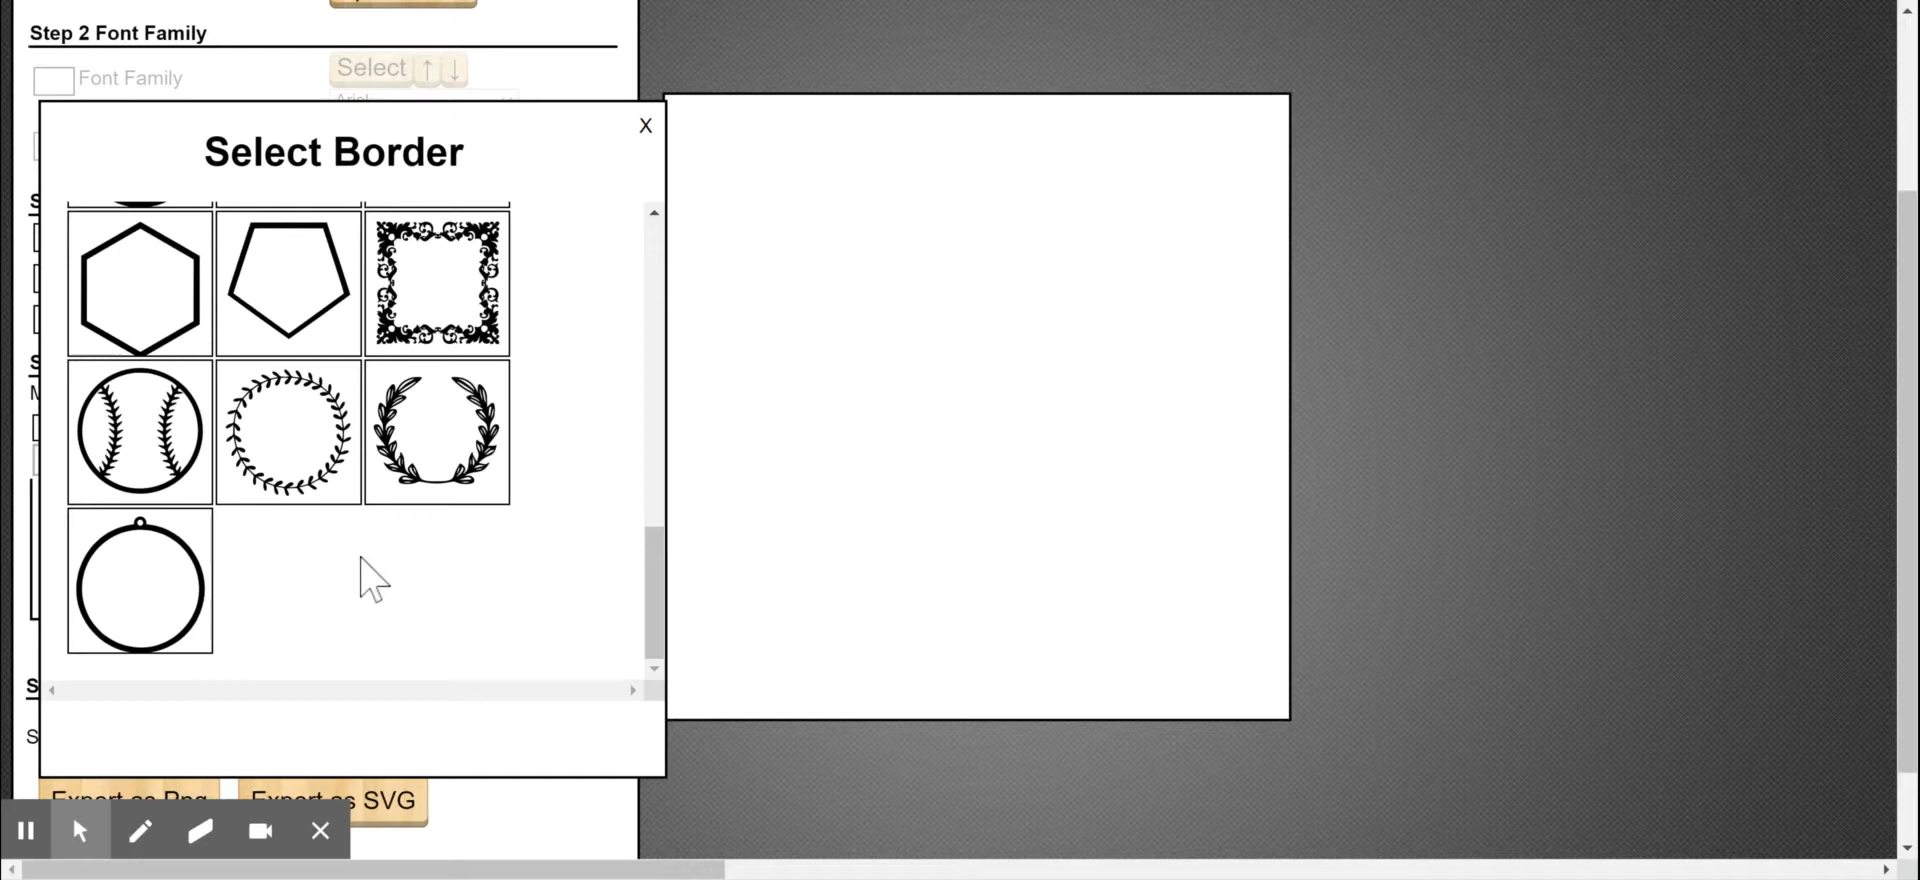 Step 2 Font Family
Font Family
Select ↑ ↓
X
Select Border
S
S
M
S
S
Export as SVG